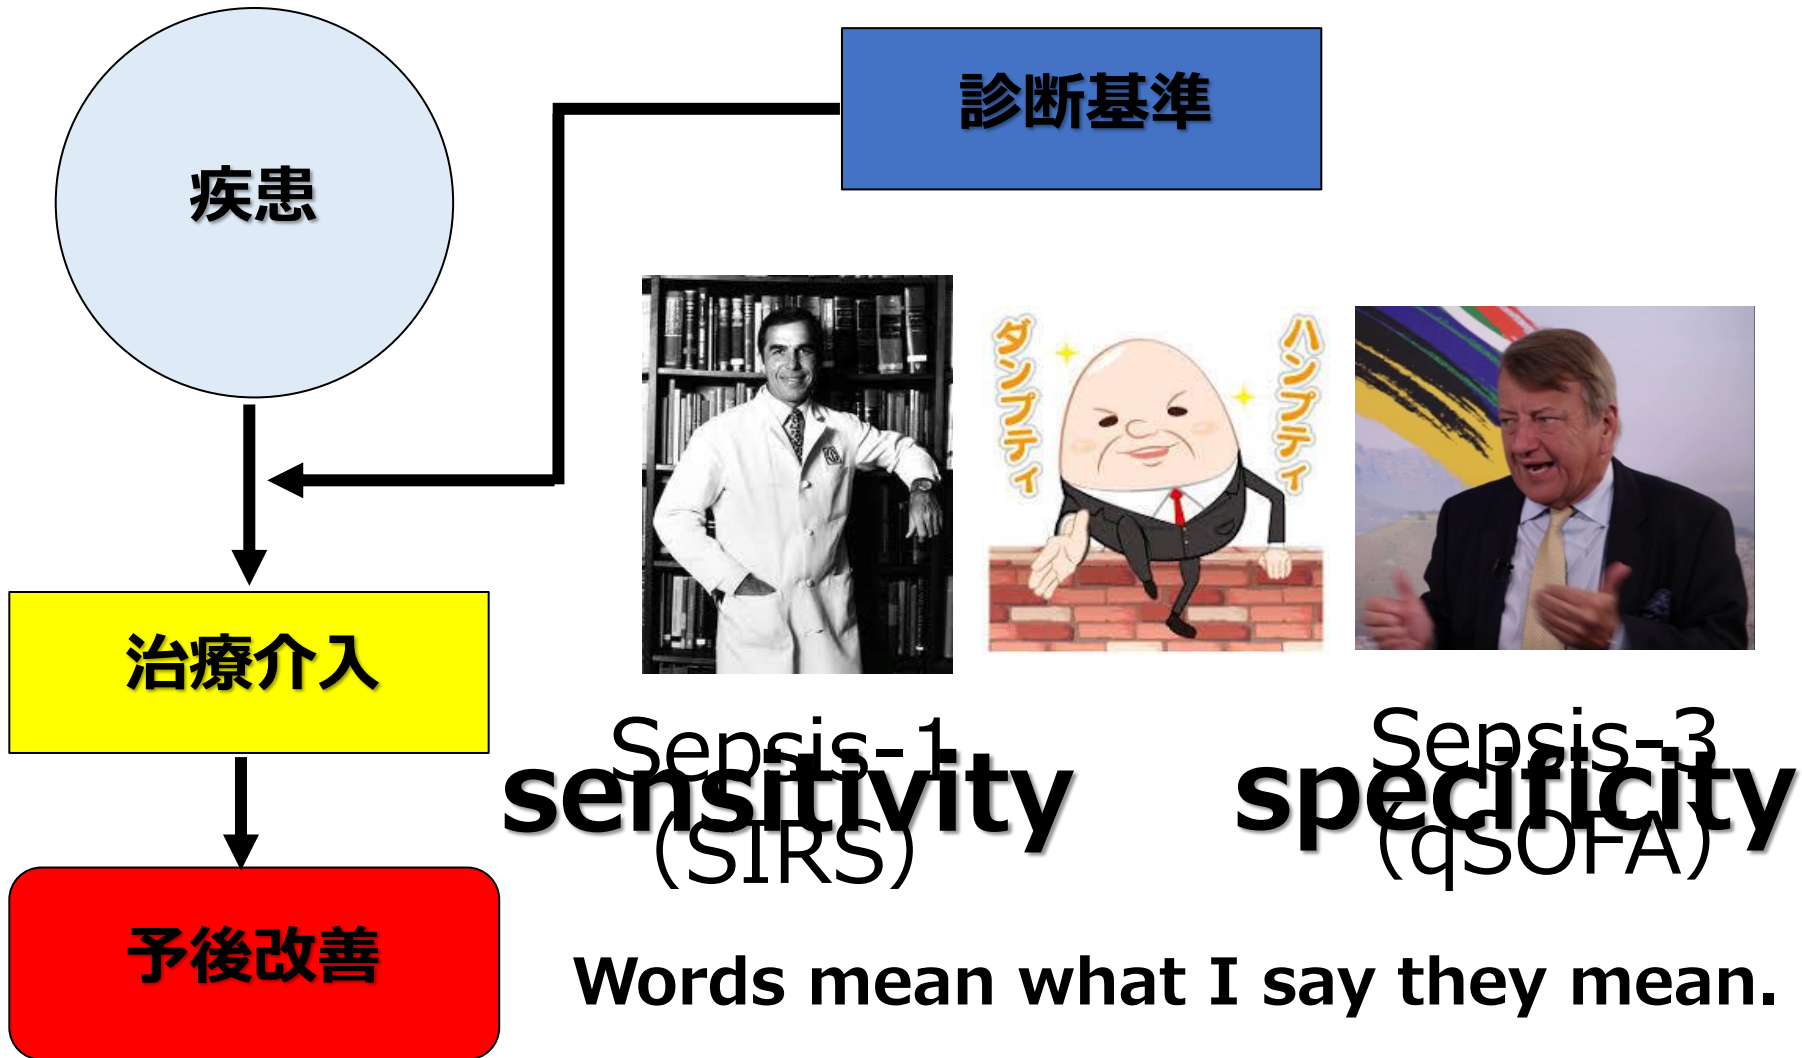 疾患
診断基準
治療介入
予後改善
ハンプティ
ダンプティ
Sepsis-1
(SIRS)
sensitivity
Sepsis-3
(qSOFA)
specificity
Words mean what I say they mean.